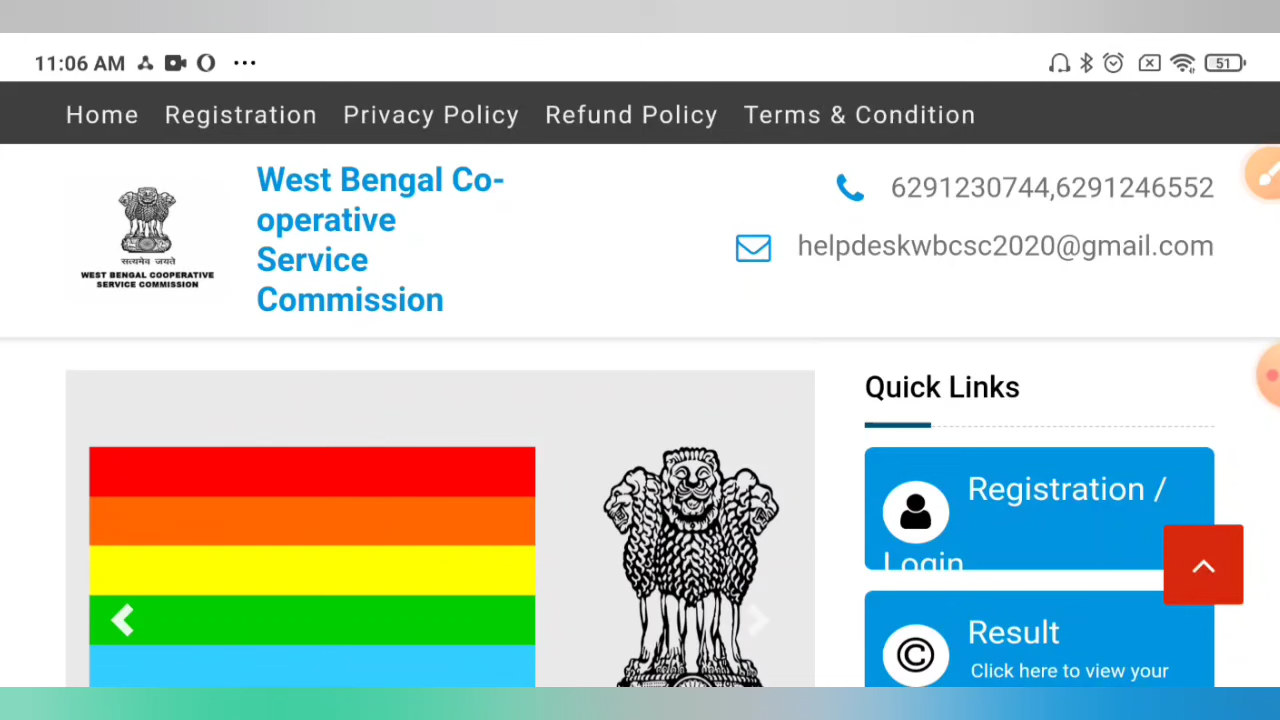 11:06 AM
51
Home Registration Privacy Policy Refund Policy Terms & Condition
सत्यमेव जयते
WEST BENGAL COOPERATIVE
SERVICE COMMISSION
West Bengal Co-
operative
Service
Commission
6291230744,6291246552
helpdeskwbcsc2020@gmail.com
Quick Links
Registration /
Login
Result
Click here to view your